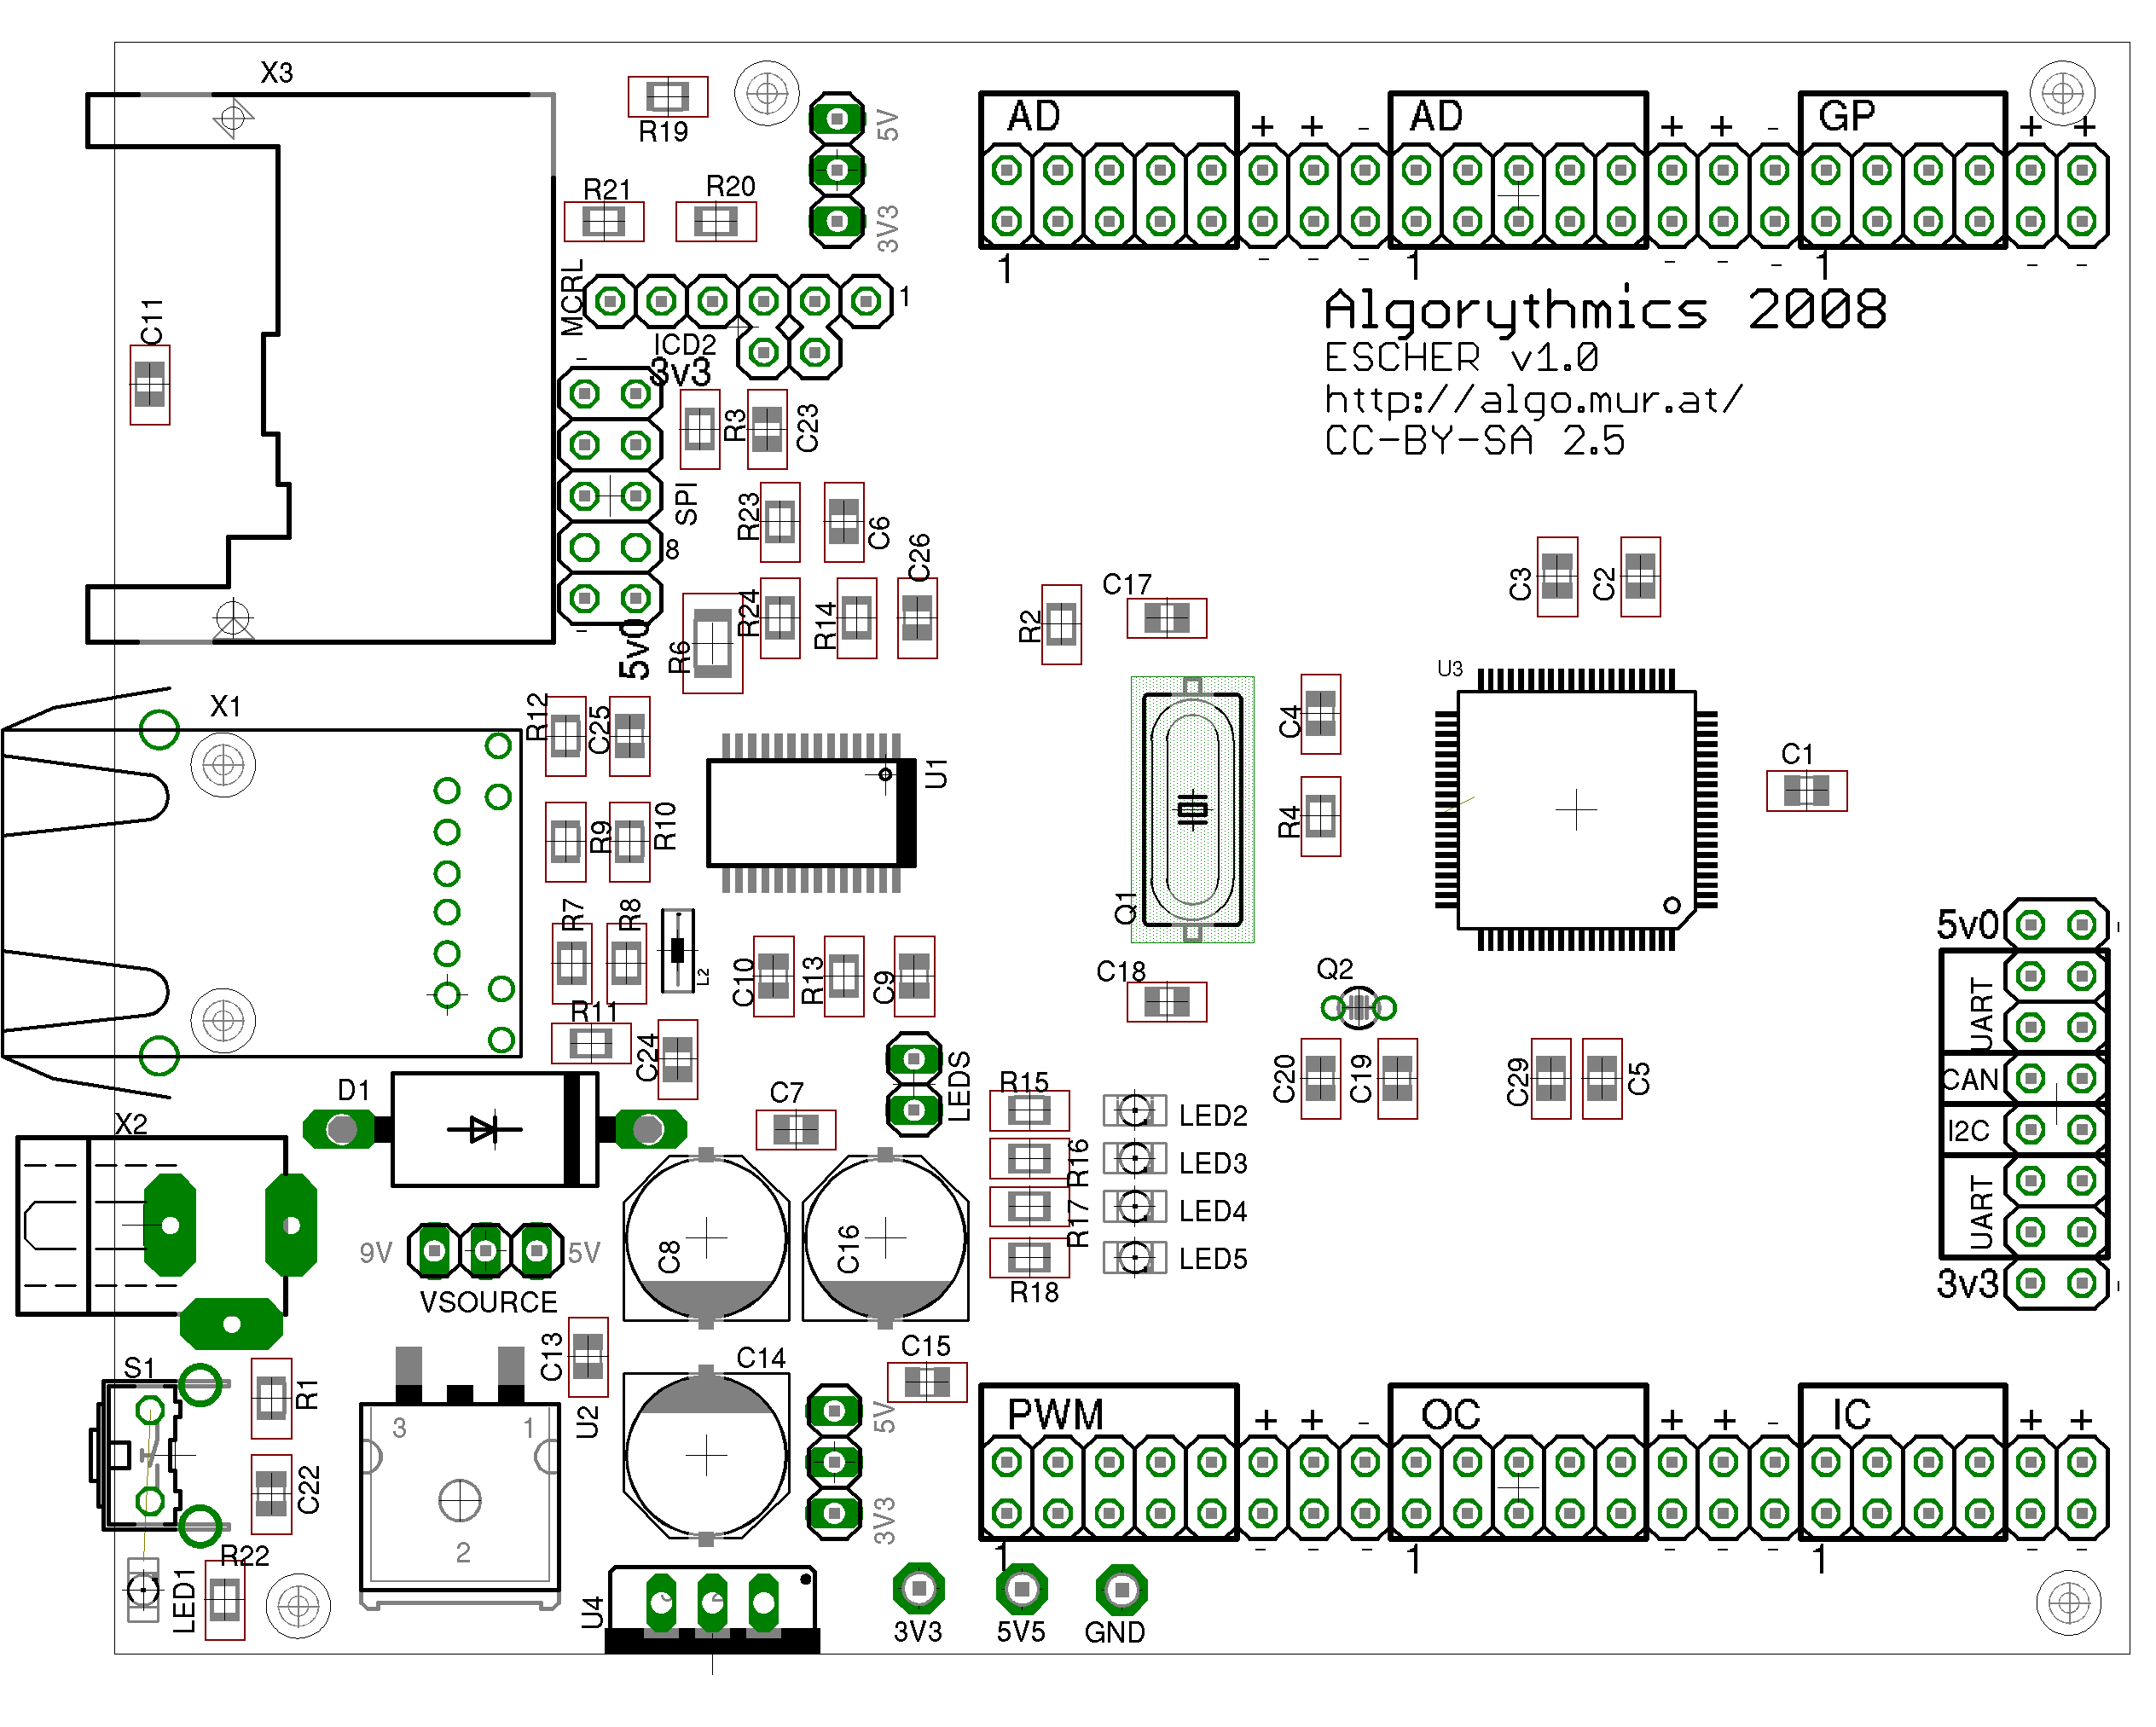 X3
R19
5V
AD
+ + -
AD
+ + -
GP
+ +
R21
R20
3V3
1
- - -
1
- - -
1
- -
MCRL
1
ICD2
Algorythmics 2008
ESCHER v1.0
http://algo.mur.at/
CC-BY-SA 2.5
C11
-
3v3
R3
C23
SPI
R23
C6
8
C26
R24
R14
R6
5v0
-
R2
C17
C3
C2
X1
R12
C25
U1
C4
U3
C1
R9
R10
R4
Q1
R7
R8
L2
C10
R13
C9
C18
Q2
5v0
-
UART
CAN
I2C
UART
3v3
-
R11
C24
LEDS
C20
C19
C29
C5
D1
C7
R15
LED2
X2
R16
LED3
R17
LED4
C8
C16
LED5
R18
9V
5V
VSOURCE
C13
C14
C15
S1
R1
3
1
U2
5V
PWM
+ + -
OC
+ + -
IC
+ +
C22
2
3V3
1
- - -
1
- - -
1
- -
R22
LED1
U4
3
2
3V3
5V5
GND